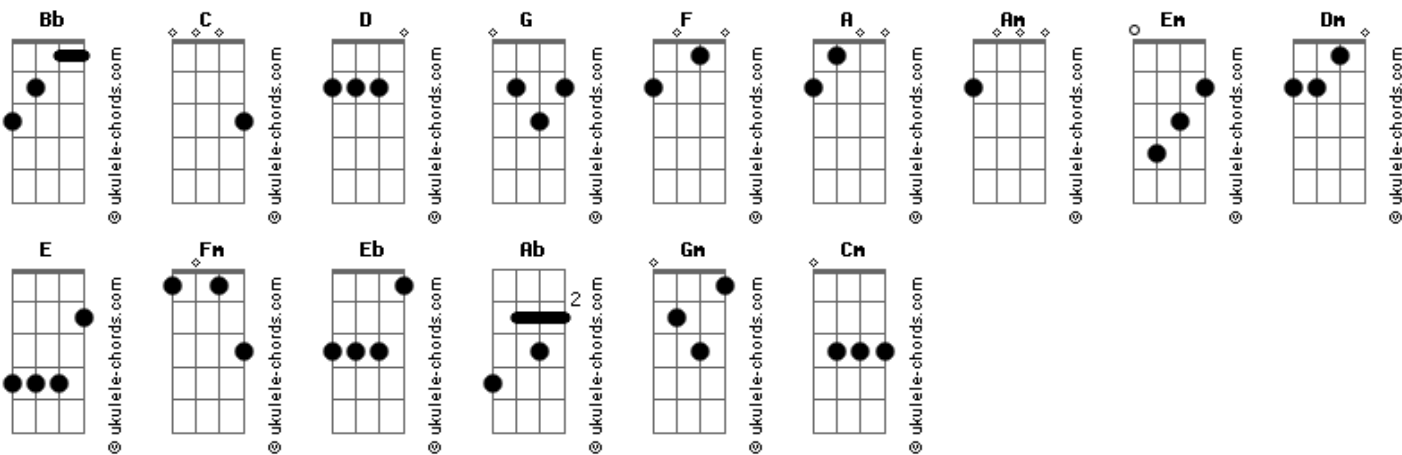 Bb C D G F A Am Em Dm
© ukulele-chords.com © ukulele-chords.com © ukulele-chords.com © ukulele-chords.com © ukulele-chords.com © ukulele-chords.com © ukulele-chords.com © ukulele-chords.com © ukulele-chords.com
E Fm Eb Ab Gm Cm
2
© ukulele-chords.com © ukulele-chords.com © ukulele-chords.com © ukulele-chords.com © ukulele-chords.com © ukulele-chords.com